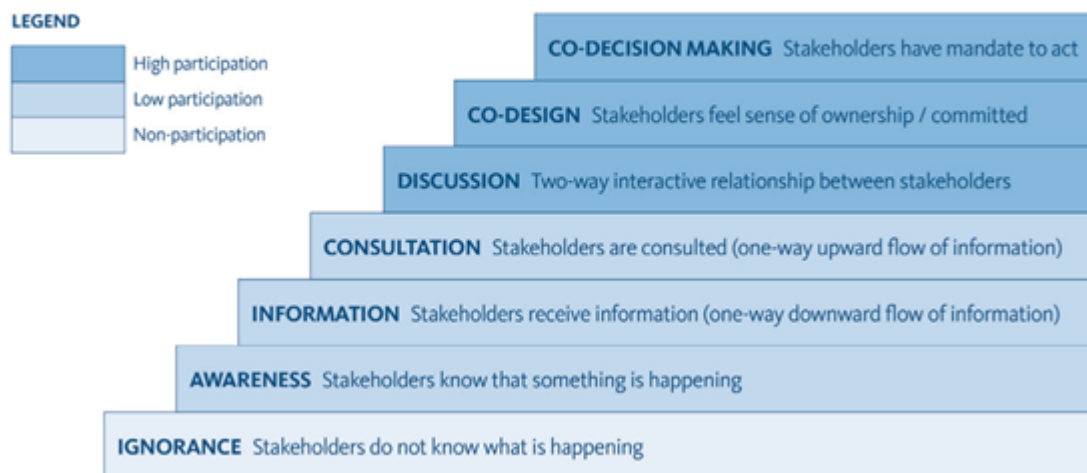 LEGEND
High participation
Low participation
Non-participation
CO-DECISION MAKING Stakeholders have mandate to act
CO-DESIGN Stakeholders feel sense of ownership / committed
DISCUSSION Two-way interactive relationship between stakeholders
CONSULTATION Stakeholders are consulted (one-way upward flow of information)
INFORMATION Stakeholders receive information (one-way downward flow of information)
AWARENESS Stakeholders know that something is happening
IGNORANCE Stakeholders do not know what is happening